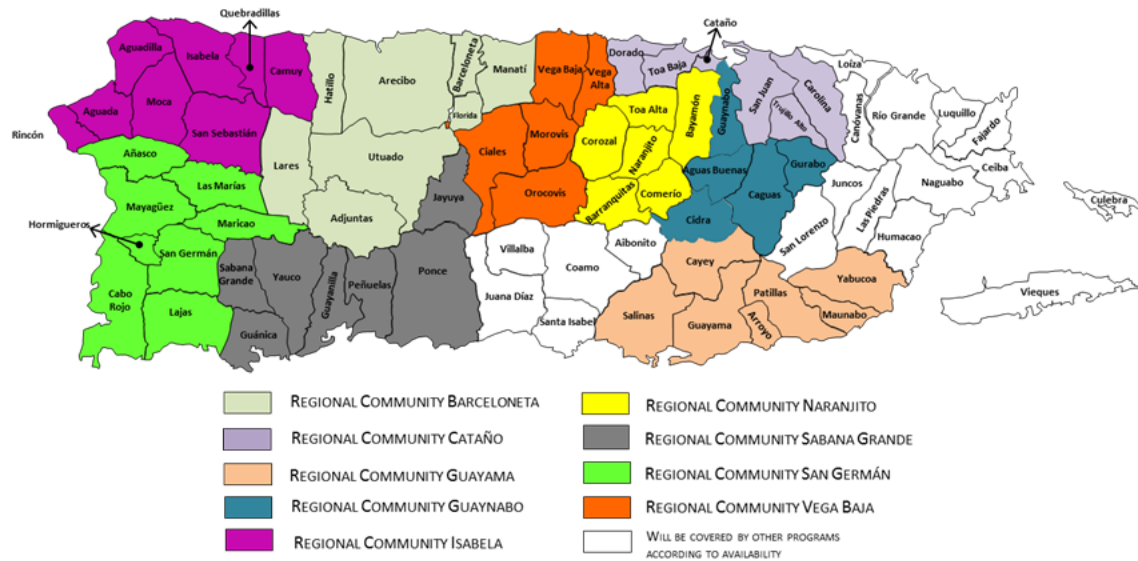 Quebradillas
Cataño
Aguadilla
Isabela
Camuy
Hatillo
Arecibo
Barceloneta
Manatí
Vega Baja
Vega Alta
Dorado
Toa Baja
Loíza
Aguada
Moca
San Sebastián
Rincón
Florida
Toa Alta
Bayamón
Guaynabo
San Juan
Trujillo Alto
Carolina
Canóvanas
Río Grande
Luquillo
Fajardo
Ceiba
Añasco
Las Marías
Lares
Utuado
Ciales
Morovis
Corozal
Naranjito
Aguas Buenas
Gurabo
Juncos
Naguabo
Culebra
Mayagüez
Maricao
Hormigueros
Adjuntas
Jayuya
Orocovis
Barranquitas
Comerío
Cidra
Caguas
San Lorenzo
Las Piedras
Humacao
San Germán
Sabana
Grande
Yauco
Guayanilla
Peñuelas
Ponce
Villalba
Coamo
Aibonito
Cayey
Yabucoa
Vieques
Cabo
Rojo
Lajas
Guánica
Juana Díaz
Santa Isabel
Salinas
Guayama
Arroyo
Patillas
Maunabo
REGIONAL COMMUNITY BARCELONETA
REGIONAL COMMUNITY CATAÑO
REGIONAL COMMUNITY GUAYAMA
REGIONAL COMMUNITY GUAYNABO
REGIONAL COMMUNITY ISABELA
REGIONAL COMMUNITY NARANJITO
REGIONAL COMMUNITY SABANA GRANDE
REGIONAL COMMUNITY SAN GERMÁN
REGIONAL COMMUNITY VEGA BAJA
WILL BE COVERED BY OTHER PROGRAMS
ACCORDING TO AVAILABILITY